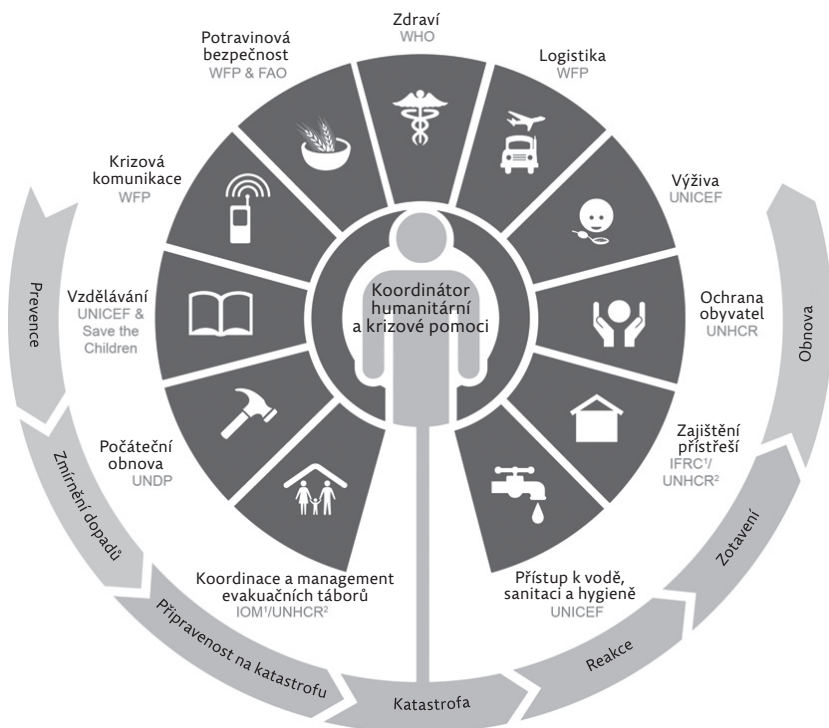 Zdraví
WHO
Logistika
WFP
Výživa
UNICEF
Ochrana
obyvatel
UNHCR
Zajištění
přístřeší
IFRC¹/
UNHCR²
Přístup k vodě,
sanitaci a hygieně
UNICEF
Koordinace a management
evakuačních táborů
IOM¹/UNHCR²
Počáteční
obnova
UNDP
Vzdělávání
UNICEF &
Save the
Children
Krizová
komunikace
WFP
Potravinová
bezpečnost
WFP & FAO
Koordinátor
humanitární
a krizové pomoci
Prevence
Zmírnění dopadů
Připravenost na katastrofu
Katastrofa
Reakce
Zotavení
Obnova